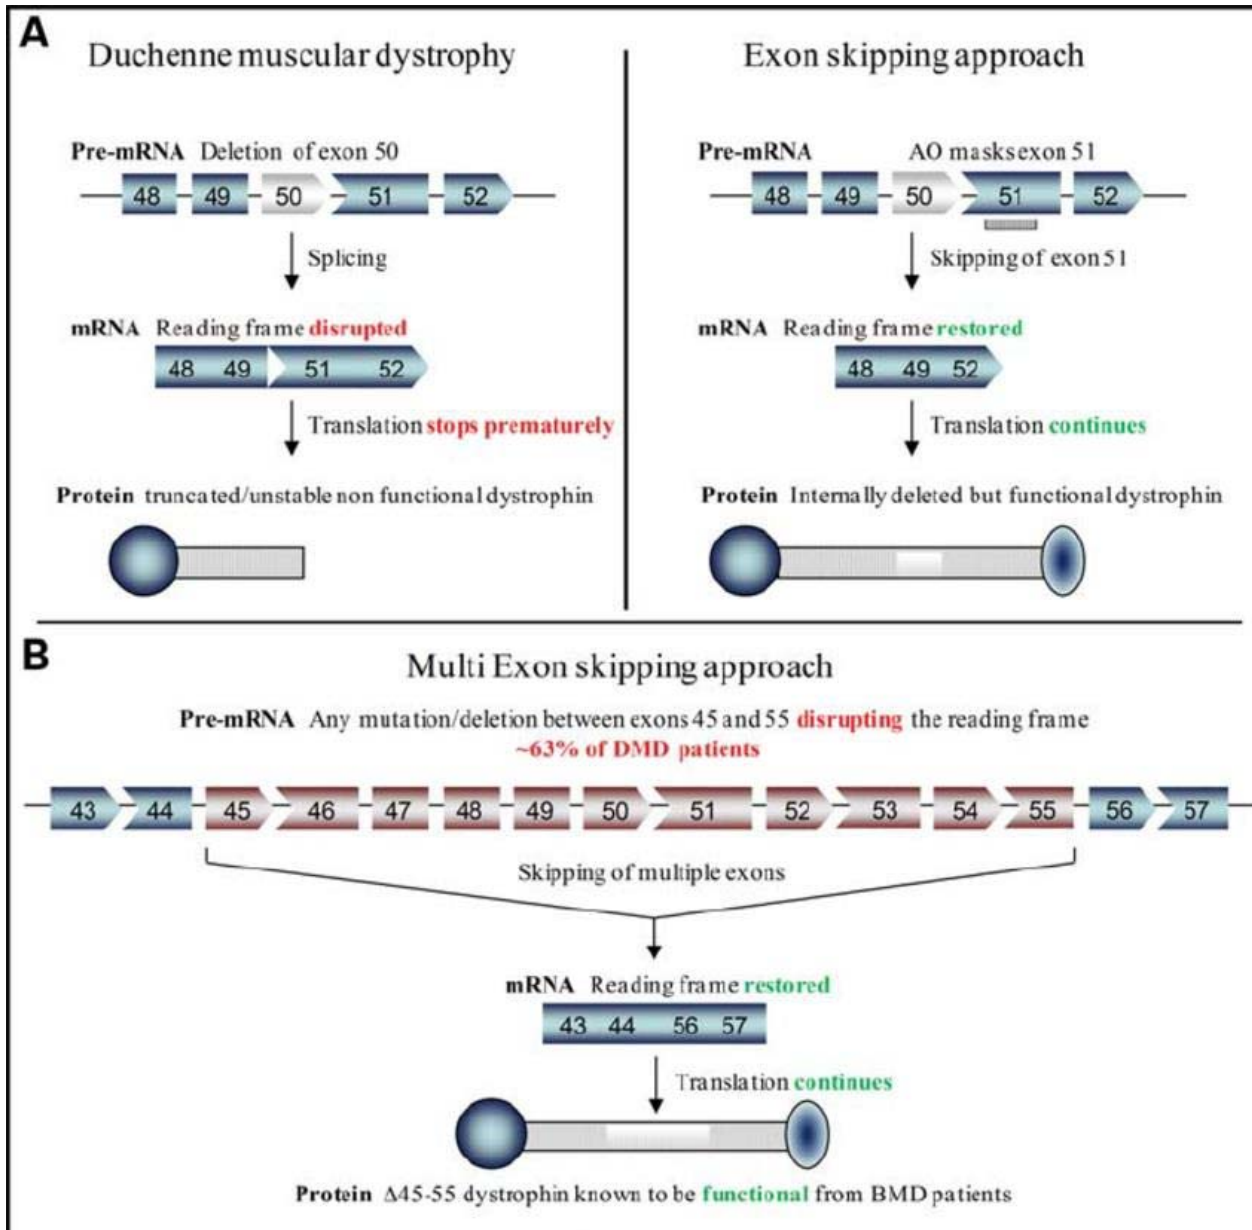 A
Duchenne muscular dystrophy
Pre-mRNA Deletion of exon 50
48 49 50 51 52
Splicing
mRNA Reading frame disrupted
48 49 51 52
Translation stops prematurely
Protein truncated/unstable non functional dystrophin
Exon skipping approach
Pre-mRNA AO masks exon 51
48 49 50 51 52
Skipping of exon 51
mRNA Reading frame restored
48 49 52
Translation continues
Protein Internally deleted but functional dystrophin
B
Multi Exon skipping approach
Pre-mRNA Any mutation/deletion between exons 45 and 55 disrupting the reading frame
~63% of DMD patients
43 44 45 46 47 48 49 50 51 52 53 54 55 56 57
Skipping of multiple exons
mRNA Reading frame restored
43 44 56 57
Translation continues
Protein Δ45-55 dystrophin known to be functional from BMD patients